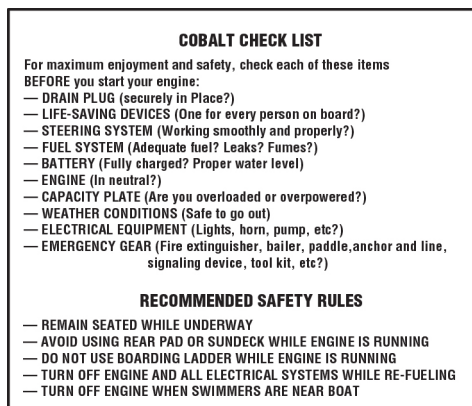 COBALT CHECK LIST
For maximum enjoyment and safety, check each of these items
BEFORE you start your engine:
— DRAIN PLUG (securely in Place?)
— LIFE-SAVING DEVICES (One for every person on board?)
— STEERING SYSTEM (Working smoothly and properly?)
— FUEL SYSTEM (Adequate fuel? Leaks? Fumes?)
— BATTERY (Fully charged? Proper water level)
— ENGINE (In neutral?)
— CAPACITY PLATE (Are you overloaded or overpowered?)
— WEATHER CONDITIONS (Safe to go out)
— ELECTRICAL EQUIPMENT (Lights, horn, pump, etc?)
— EMERGENCY GEAR (Fire extinguisher, bailer, paddle,anchor and line,
signaling device, tool kit, etc?)
RECOMMENDED SAFETY RULES
— REMAIN SEATED WHILE UNDERWAY
— AVOID USING REAR PAD OR SUNDECK WHILE ENGINE IS RUNNING
— DO NOT USE BOARDING LADDER WHILE ENGINE IS RUNNING
— TURN OFF ENGINE AND ALL ELECTRICAL SYSTEMS WHILE RE-FUELING
— TURN OFF ENGINE WHEN SWIMMERS ARE NEAR BOAT